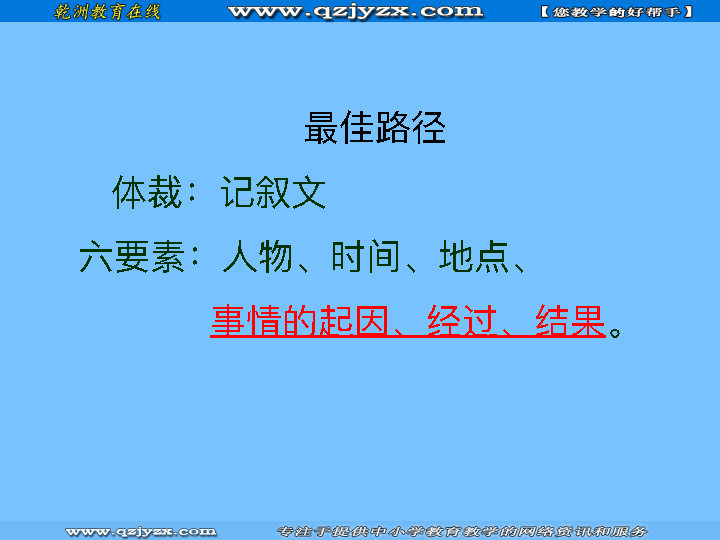 乾洲教育在线 www.qzjyzx.com 【您教学的好帮手】
最佳路径
体裁：记叙文
六要素：人物、时间、地点、
事情的起因、经过、结果。
www.qzjyzx.com 专注于提供中小学教育教学的网络资讯和服务